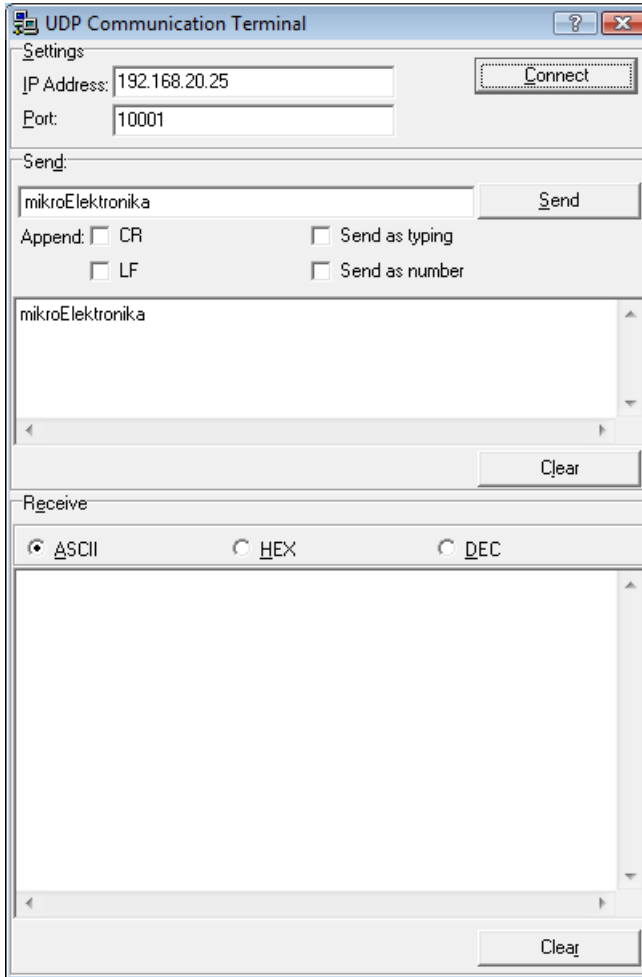 UDP Communication Terminal
Settings
IP Address: 192.168.20.25
Connect
Port: 10001
Send:
mikroElektronika
Send
Append: CR Send as typing
LF Send as number
mikroElektronika
Clear
Receive
ASCII HEX DEC
Clear